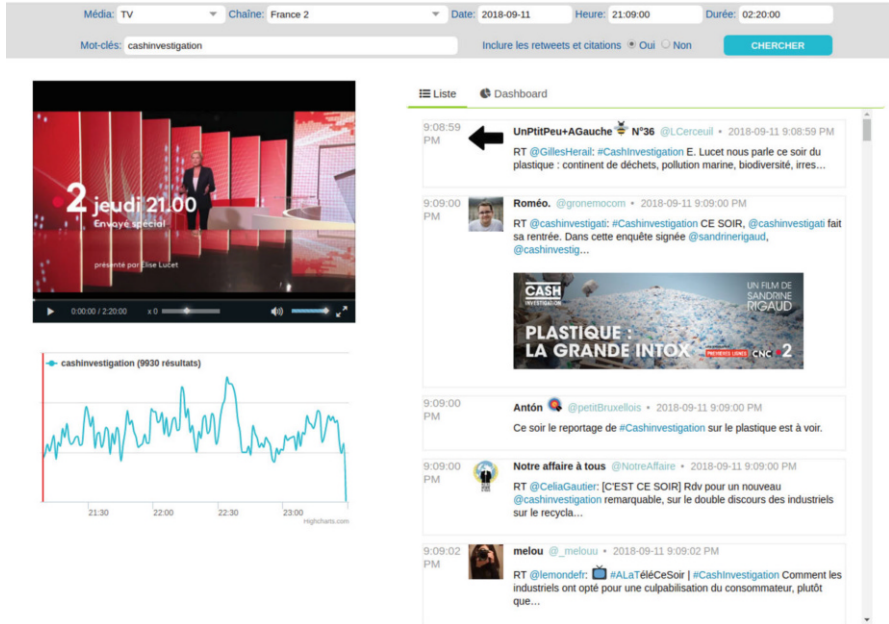 Média: TV Chaîne: France 2 Date: 2018-09-11 Heure: 21:09:00 Durée: 02:20:00
Mot-clés: cashinvestigation Inclure les retweets et citations Oui Non CHERCHER
2 jeudi 21.00
Envoyé spécial
présenté par Elise Lucet
0:00:00 / 2:20:00 x 0
cashinvestigation (9930 résultats)
21:30 22:00 22:30 23:00
Highcharts.com
Liste Dashboard
9:08:59 PM
UnPtitPeu+AGauche N°36 @LCerceuil • 2018-09-11 9:08:59 PM
RT @GillesHerail: #CashInvestigation E. Lucet nous parle ce soir du
plastique : continent de déchets, pollution marine, biodiversité, irres…
9:09:00 PM
Roméo. @gronemocom • 2018-09-11 9:09:00 PM
RT @cashinvestigati: #Cashinvestigation CE SOIR, @cashinvestigati fait
sa rentrée. Dans cette enquête signée @sandrinerigaud,
@cashinvestig…
CASH
INVESTIGATION
UN FILM DE
SANDRINE
RIGAUD
PLASTIQUE :
LA GRANDE INTOX
PREMIERES LIGNES CNC 2
9:09:00 PM
Antón @petitBruxellois • 2018-09-11 9:09:00 PM
Ce soir le reportage de #Cashinvestigation sur le plastique est à voir.
9:09:00 PM
Notre affaire à tous @NotreAffaire • 2018-09-11 9:09:00 PM
RT @CeliaGautier: [C'EST CE SOIR] Rdv pour un nouveau
@cashinvestigation remarquable, sur le double discours des industriels
sur le recycla…
9:09:02 PM
melou @_melouu • 2018-09-11 9:09:02 PM
RT @lemondefr: #ALaTéléCeSoir | #CashInvestigation Comment les
industriels ont opté pour une culpabilisation du consommateur, plutôt
que…